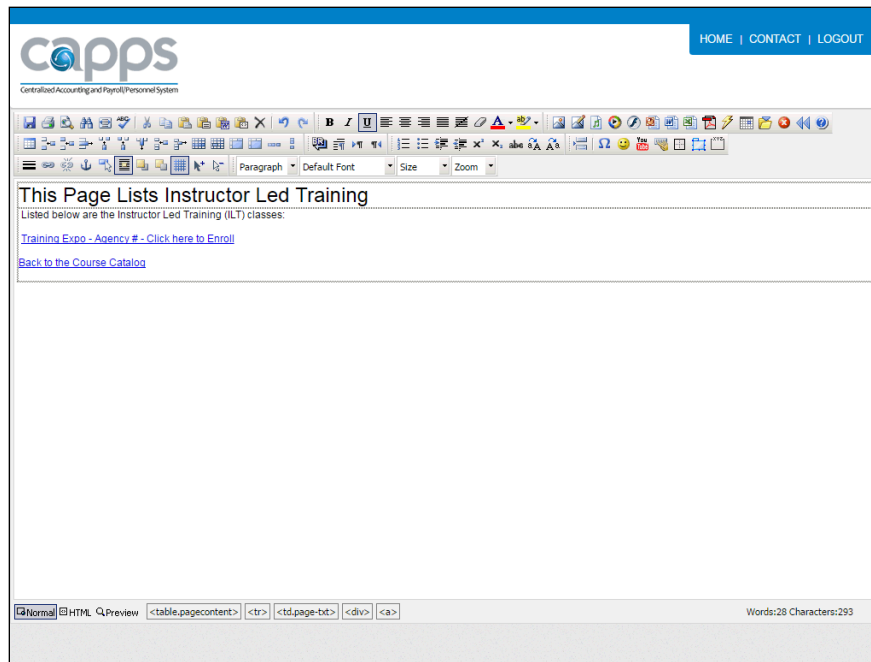 HOME | CONTACT | LOGOUT
capps
Centralized Accounting and Payroll/Personnel System
Paragraph Default Font Size Zoom
This Page Lists Instructor Led Training
Listed below are the Instructor Led Training (ILT) classes:
Training Expo - Agency # - Click here to Enroll
Back to the Course Catalog
Normal HTML Preview <table.pagecontent> <tr> <td.page-txt> <div> <a> Words:28 Characters:293